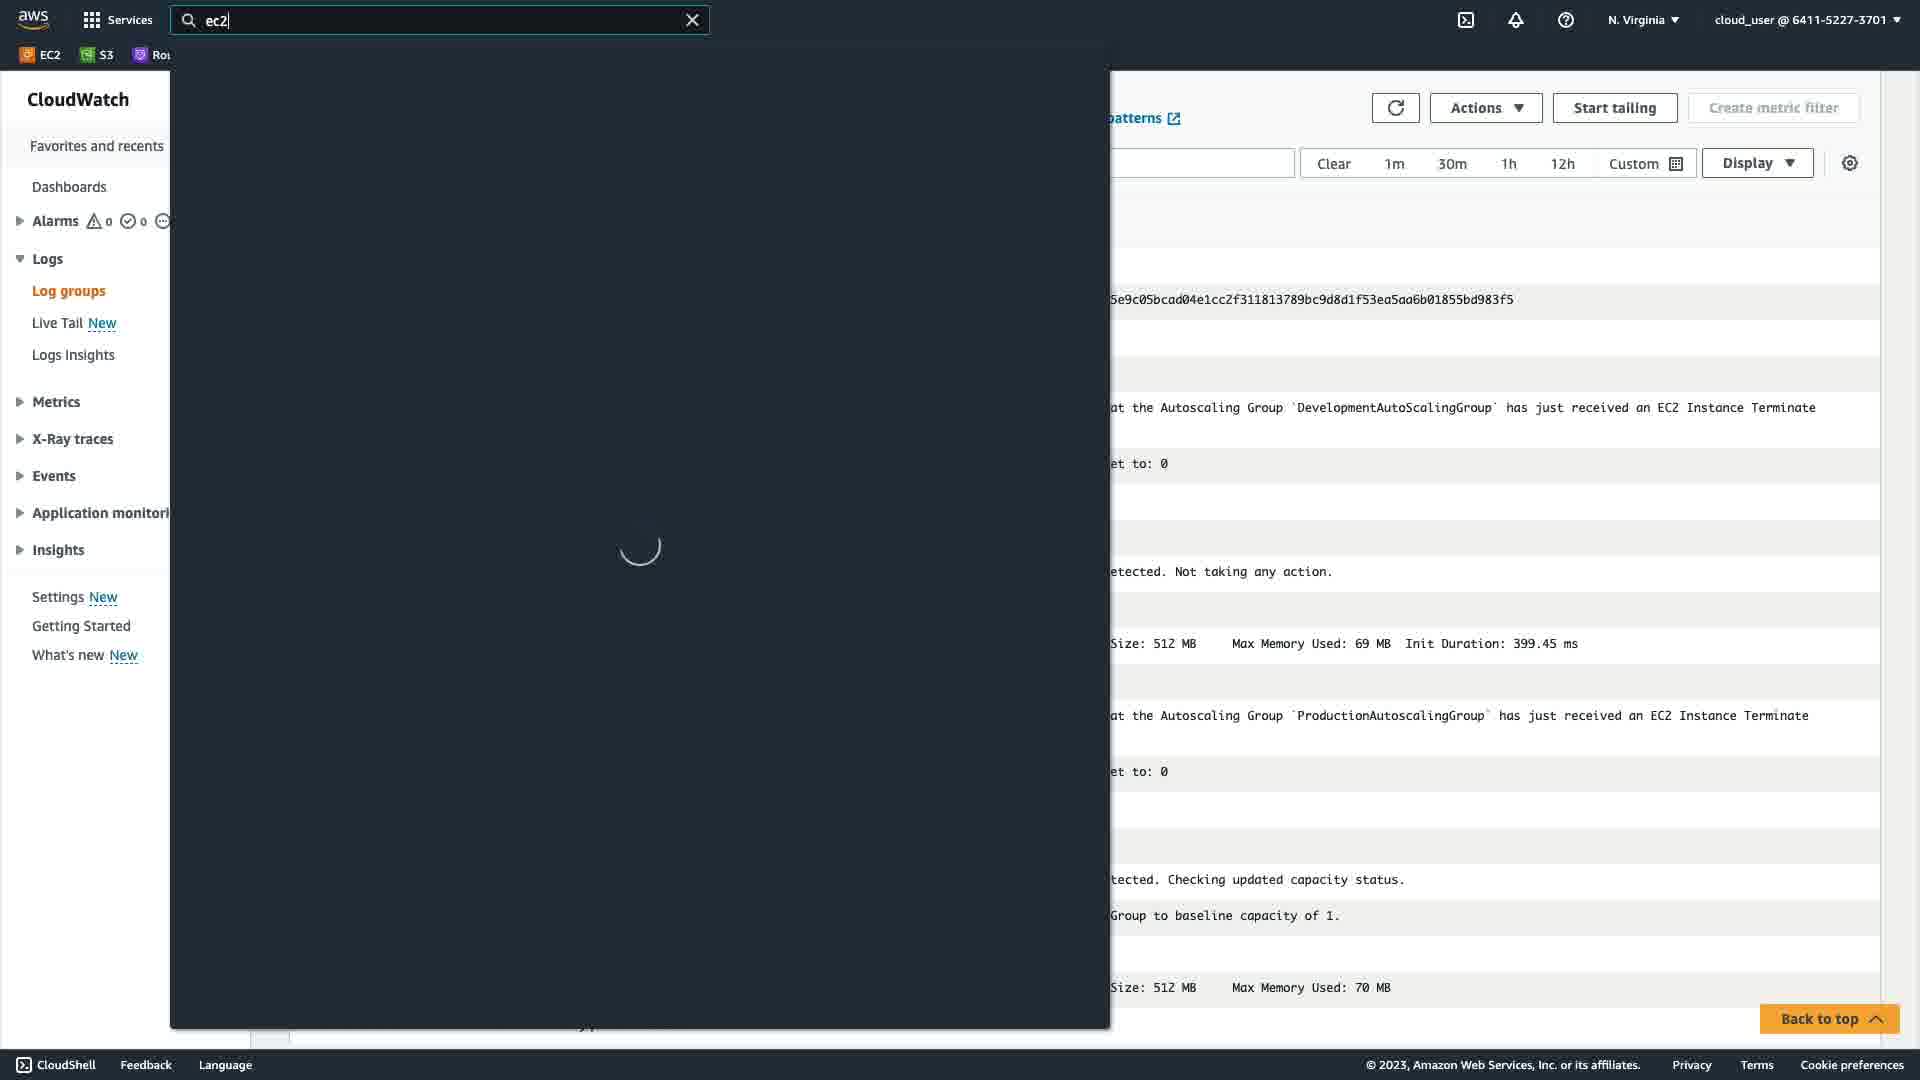 aws
Services
ec2
N. Virginia
cloud_user @ 6411-5227-3701
EC2
S3
Rou
CloudWatch
Favorites and recents
Dashboards
Alarms 0 0
Logs
Log groups
Live Tail New
Logs Insights
Metrics
X-Ray traces
Events
Application monitori
Insights
Settings New
Getting Started
What's new New
patterns
Actions
Start tailing
Create metric filter
Clear 1m 30m 1h 12h Custom
Display
5e9c05bcad04e1cc2f311813789bc9d8d1f53ea5aa6b01855bd983f5
at the Autoscaling Group `DevelopmentAutoScalingGroup` has just received an EC2 Instance Terminate
et to: 0
etected. Not taking any action.
Size: 512 MB Max Memory Used: 69 MB Init Duration: 399.45 ms
at the Autoscaling Group `ProductionAutoscalingGroup` has just received an EC2 Instance Terminate
et to: 0
tected. Checking updated capacity status.
Group to baseline capacity of 1.
Size: 512 MB Max Memory Used: 70 MB
Back to top
CloudShell
Feedback
Language
© 2023, Amazon Web Services, Inc. or its affiliates.
Privacy
Terms
Cookie preferences